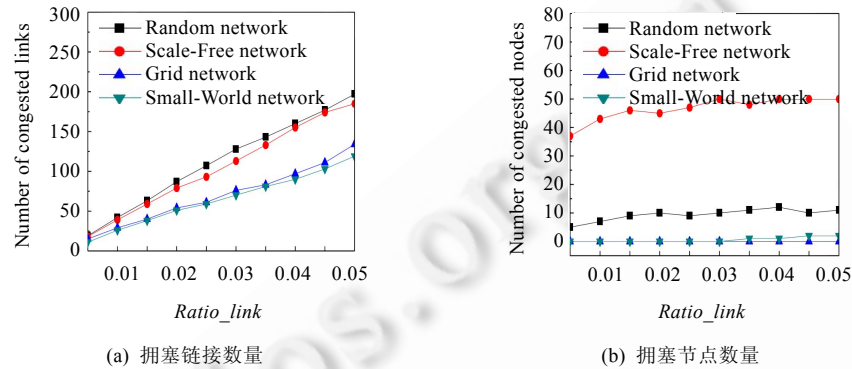 300
250
200
150
100
50
0
Number of congested links
Random network
Scale-Free network
Grid network
Small-World network
0.01 0.02 0.03 0.04 0.05
Ratio_link
(a) 拥塞链接数量
80
70
60
50
40
30
20
10
0
Number of congested nodes
Random network
Scale-Free network
Grid network
Small-World network
0.01 0.02 0.03 0.04 0.05
Ratio_link
(b) 拥塞节点数量